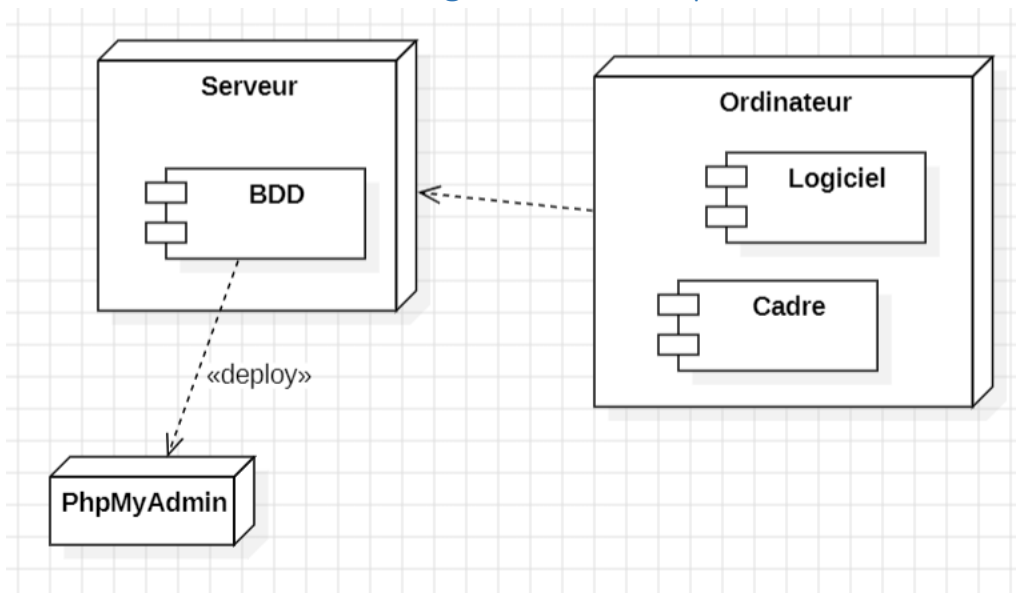 Serveur
BDD
Ordinateur
Logiciel
Cadre
«deploy»
PhpMyAdmin